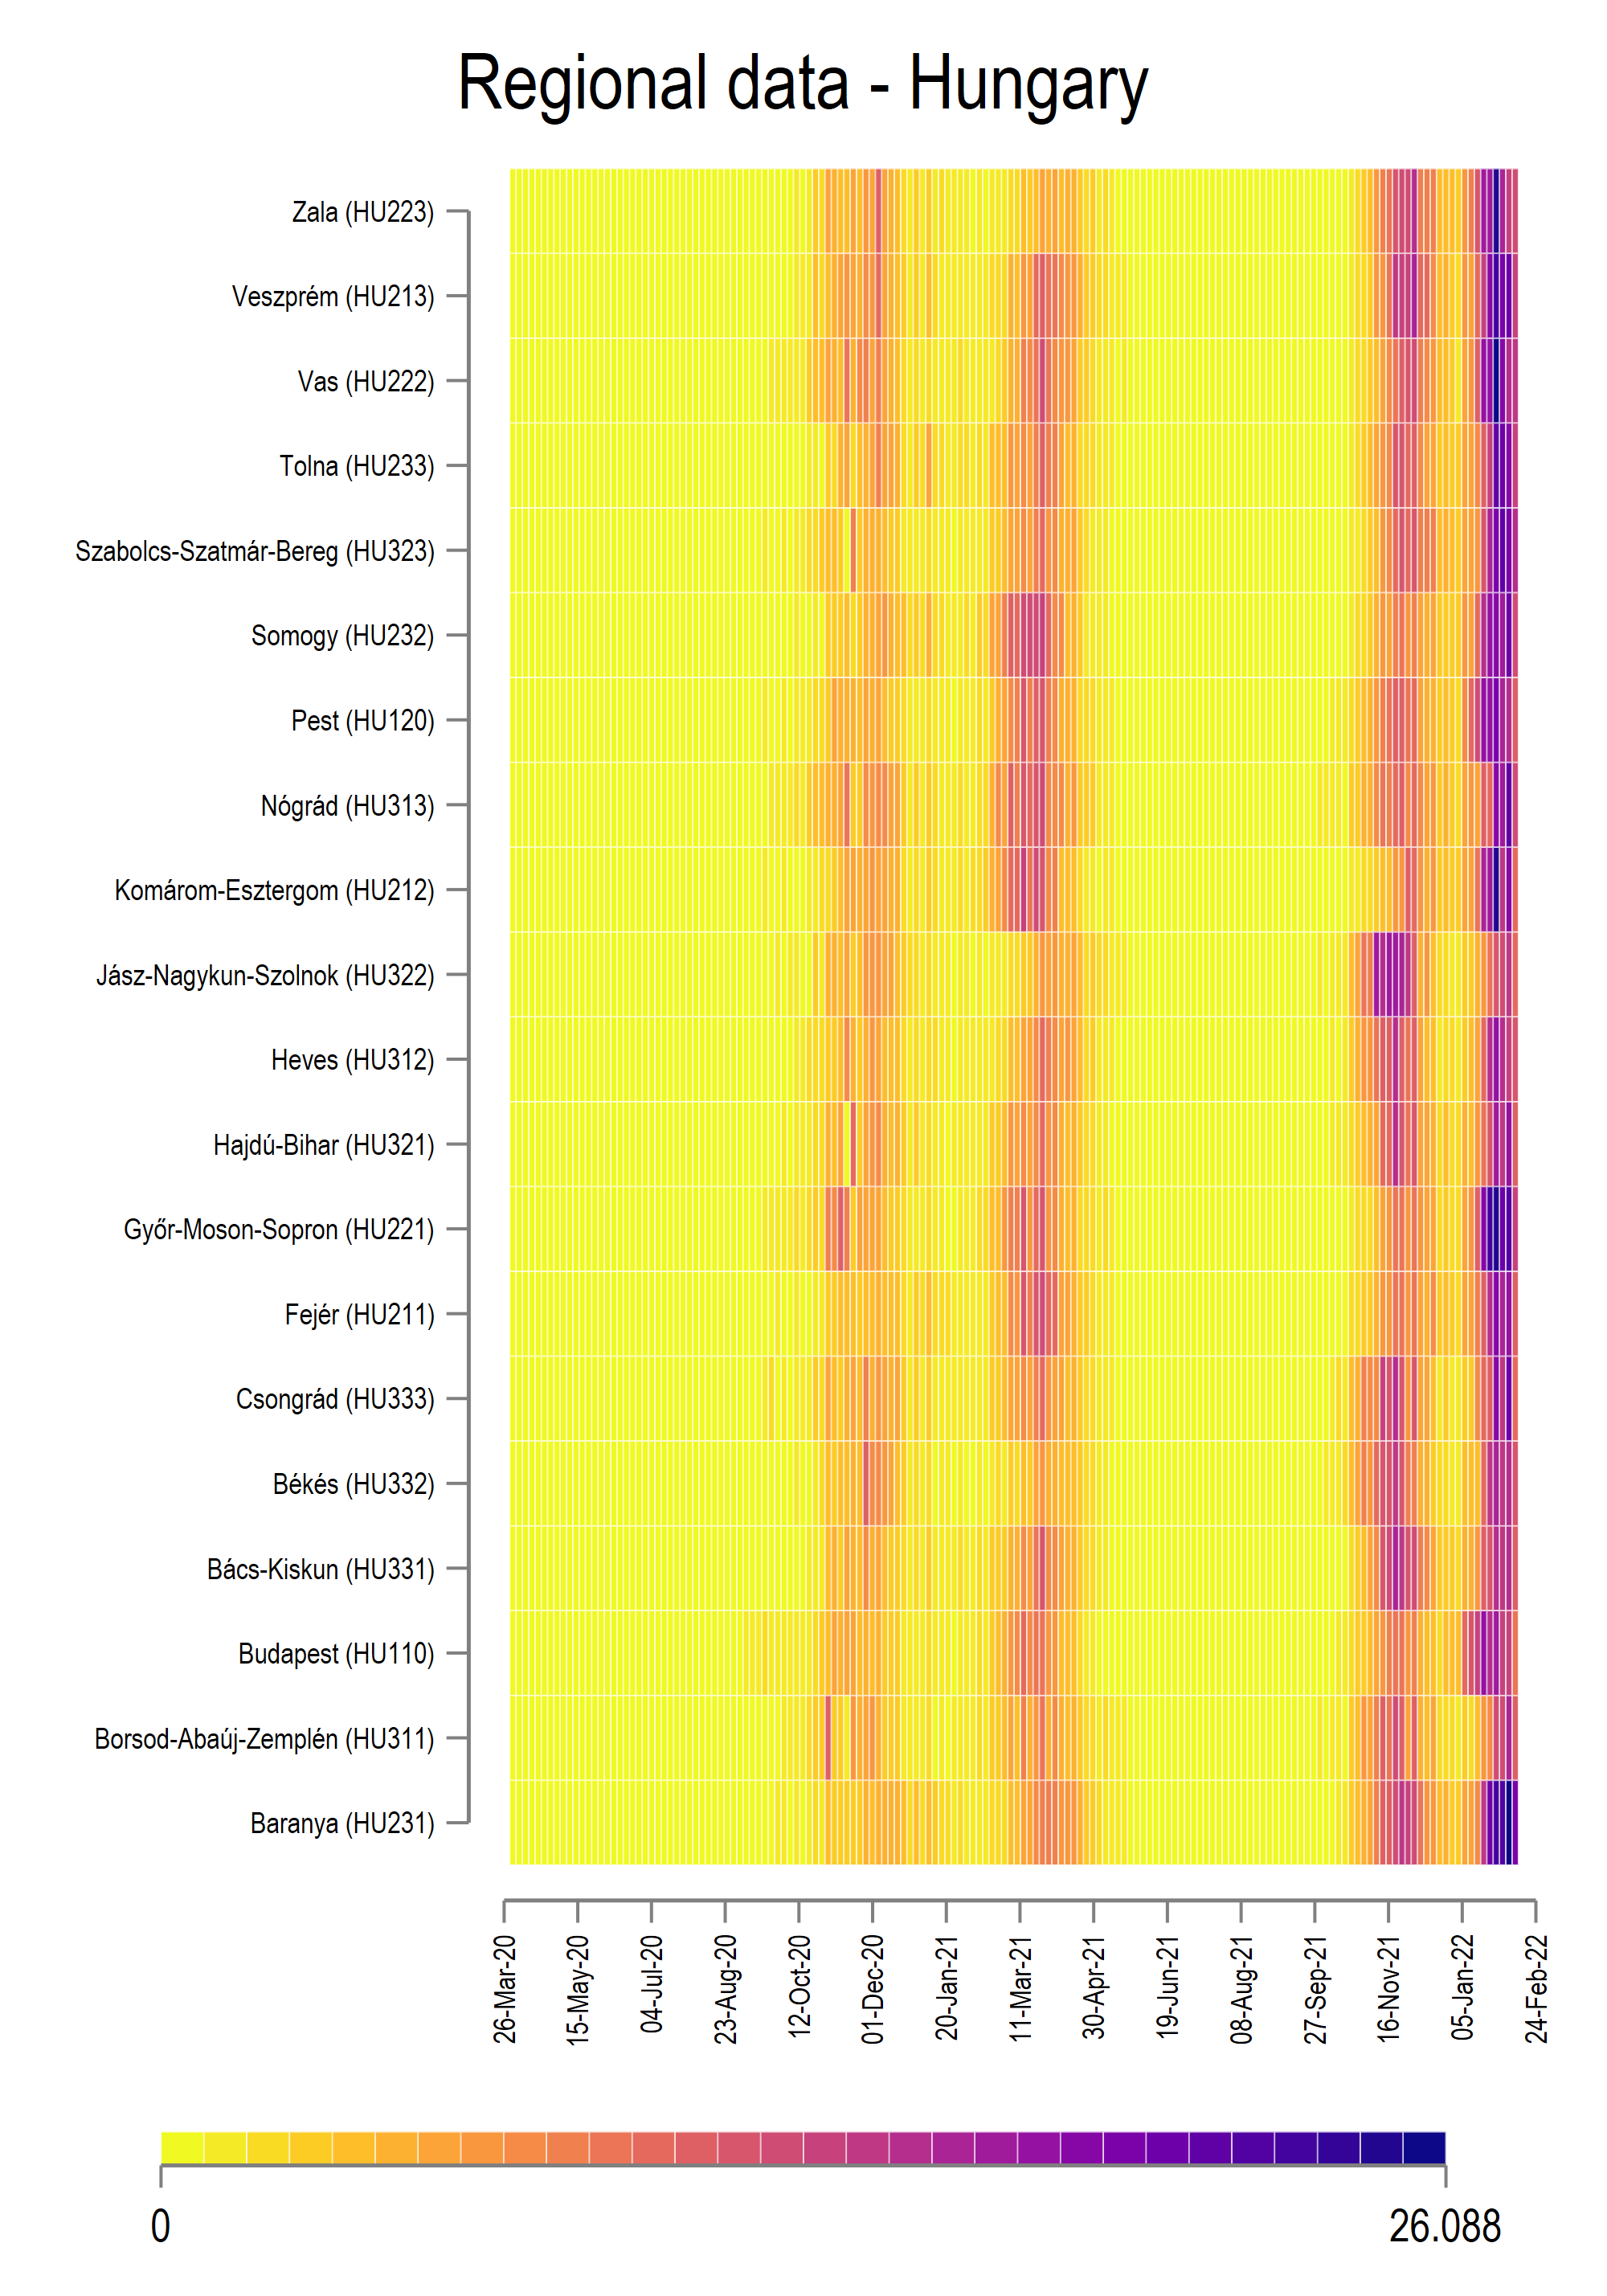 Regional data - Hungary
Zala (HU223)
Veszprém (HU213)
Vas (HU222)
Tolna (HU233)
Szabolcs-Szatmár-Bereg (HU323)
Somogy (HU232)
Pest (HU120)
Nógrád (HU313)
Komárom-Esztergom (HU212)
Jász-Nagykun-Szolnok (HU322)
Heves (HU312)
Hajdú-Bihar (HU321)
Győr-Moson-Sopron (HU221)
Fejér (HU211)
Csongrád (HU333)
Békés (HU332)
Bács-Kiskun (HU331)
Budapest (HU110)
Borsod-Abaúj-Zemplén (HU311)
Baranya (HU231)
26-Mar-20
15-May-20
04-Jul-20
23-Aug-20
12-Oct-20
01-Dec-20
20-Jan-21
11-Mar-21
30-Apr-21
19-Jun-21
08-Aug-21
27-Sep-21
16-Nov-21
05-Jan-22
24-Feb-22
0
26.088